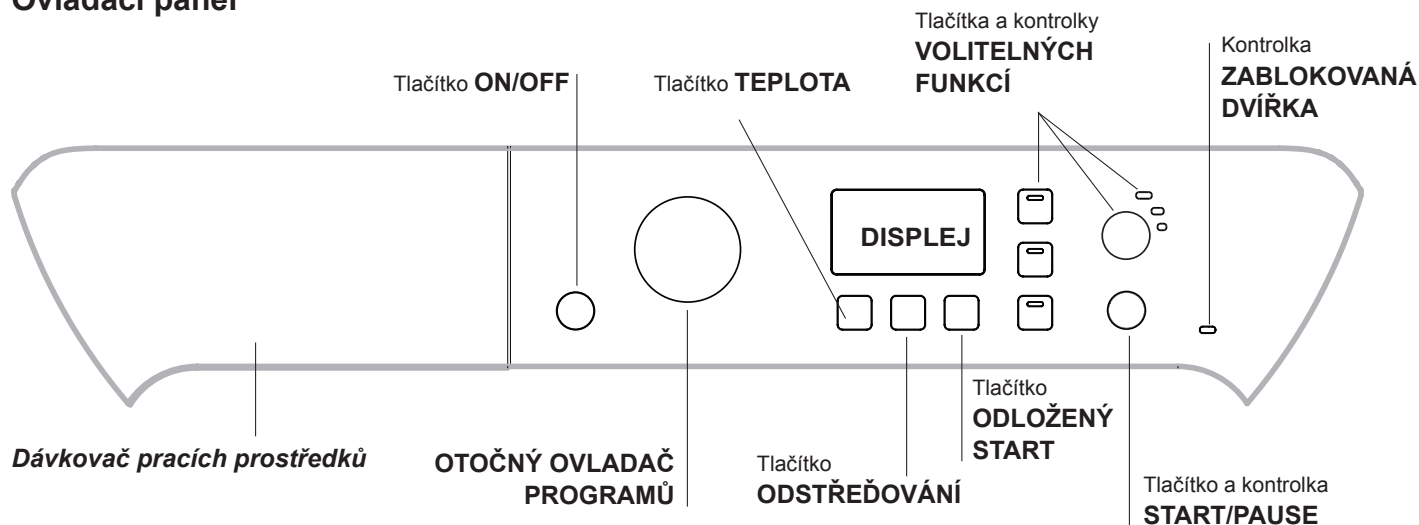 Ovládací panel
Tlačítka a kontrolky
VOLITELNÝCH
FUNKCÍ
Kontrolka
ZABLOKOVANÁ
DVÍŘKA
Tlačítko ON/OFF
Tlačítko TEPLOTA
DISPLEJ
Dávkovač pracích prostředků
OTOČNÝ OVLADAČ
PROGRAMŮ
Tlačítko
ODSTŘEĎOVÁNÍ
Tlačítko
ODLOŽENÝ
START
Tlačítko a kontrolka
START/PAUSE